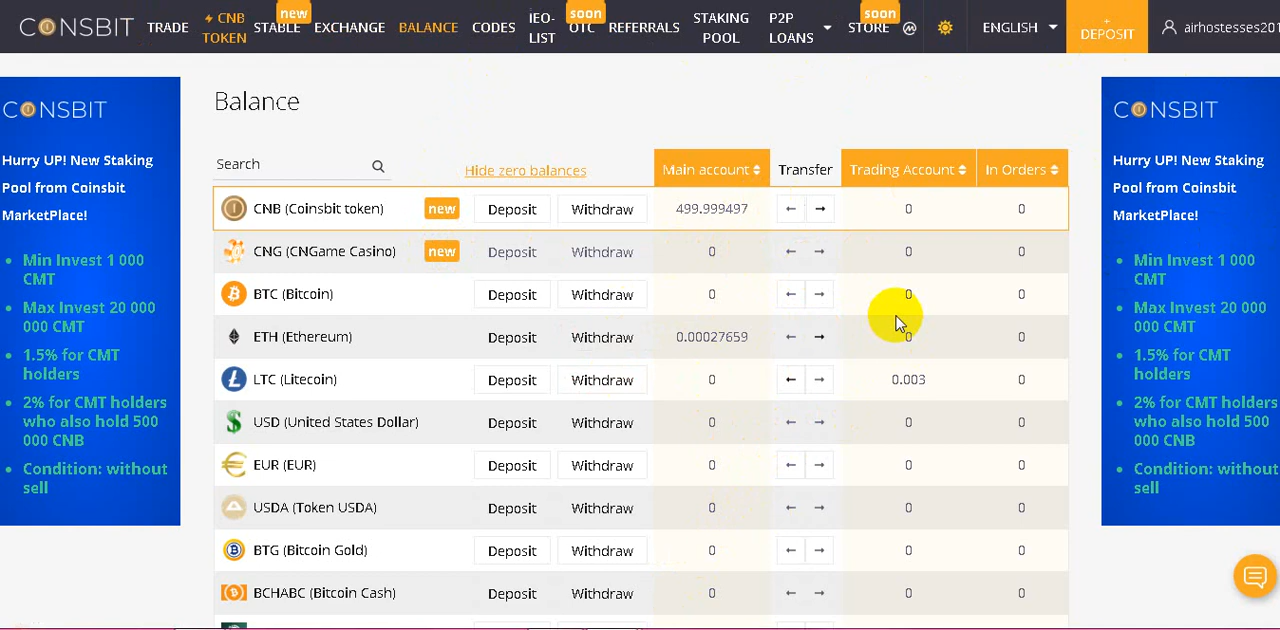 CONSBIT TRADE ⚡CNB TOKEN STABLE new EXCHANGE BALANCE CODES IEO-LIST OTC soon REFERRALS STAKING POOL P2P LOANS STORE soon ENGLISH + DEPOSIT airhostesses201
CONSBIT
Hurry UP! New Staking
Pool from Coinsbit
MarketPlace!
• Min Invest 1 000
CMT
• Max Invest 20 000
000 CMT
• 1.5% for CMT
holders
• 2% for CMT holders
who also hold 500
000 CNB
• Condition: without
sell
Balance
Search Hide zero balances Main account Transfer Trading Account In Orders
CNB (Coinsbit token) new Deposit Withdraw 499.999497 ← → 0 0
CNG (CNGame Casino) new Deposit Withdraw 0 ← → 0 0
BTC (Bitcoin) Deposit Withdraw 0 ← → 0 0
ETH (Ethereum) Deposit Withdraw 0.00027659 ← → 0 0
LTC (Litecoin) Deposit Withdraw 0 ← → 0.003 0
USD (United States Dollar) Deposit Withdraw 0 ← → 0 0
EUR (EUR) Deposit Withdraw 0 ← → 0 0
USDA (Token USDA) Deposit Withdraw 0 ← → 0 0
BTG (Bitcoin Gold) Deposit Withdraw 0 ← → 0 0
BCHABC (Bitcoin Cash) Deposit Withdraw 0 ← → 0 0
CONSBIT
Hurry UP! New Staking
Pool from Coinsbit
MarketPlace!
• Min Invest 1 000
CMT
• Max Invest 20 000
000 CMT
• 1.5% for CMT
holders
• 2% for CMT holders
who also hold 500
000 CNB
• Condition: without
sell